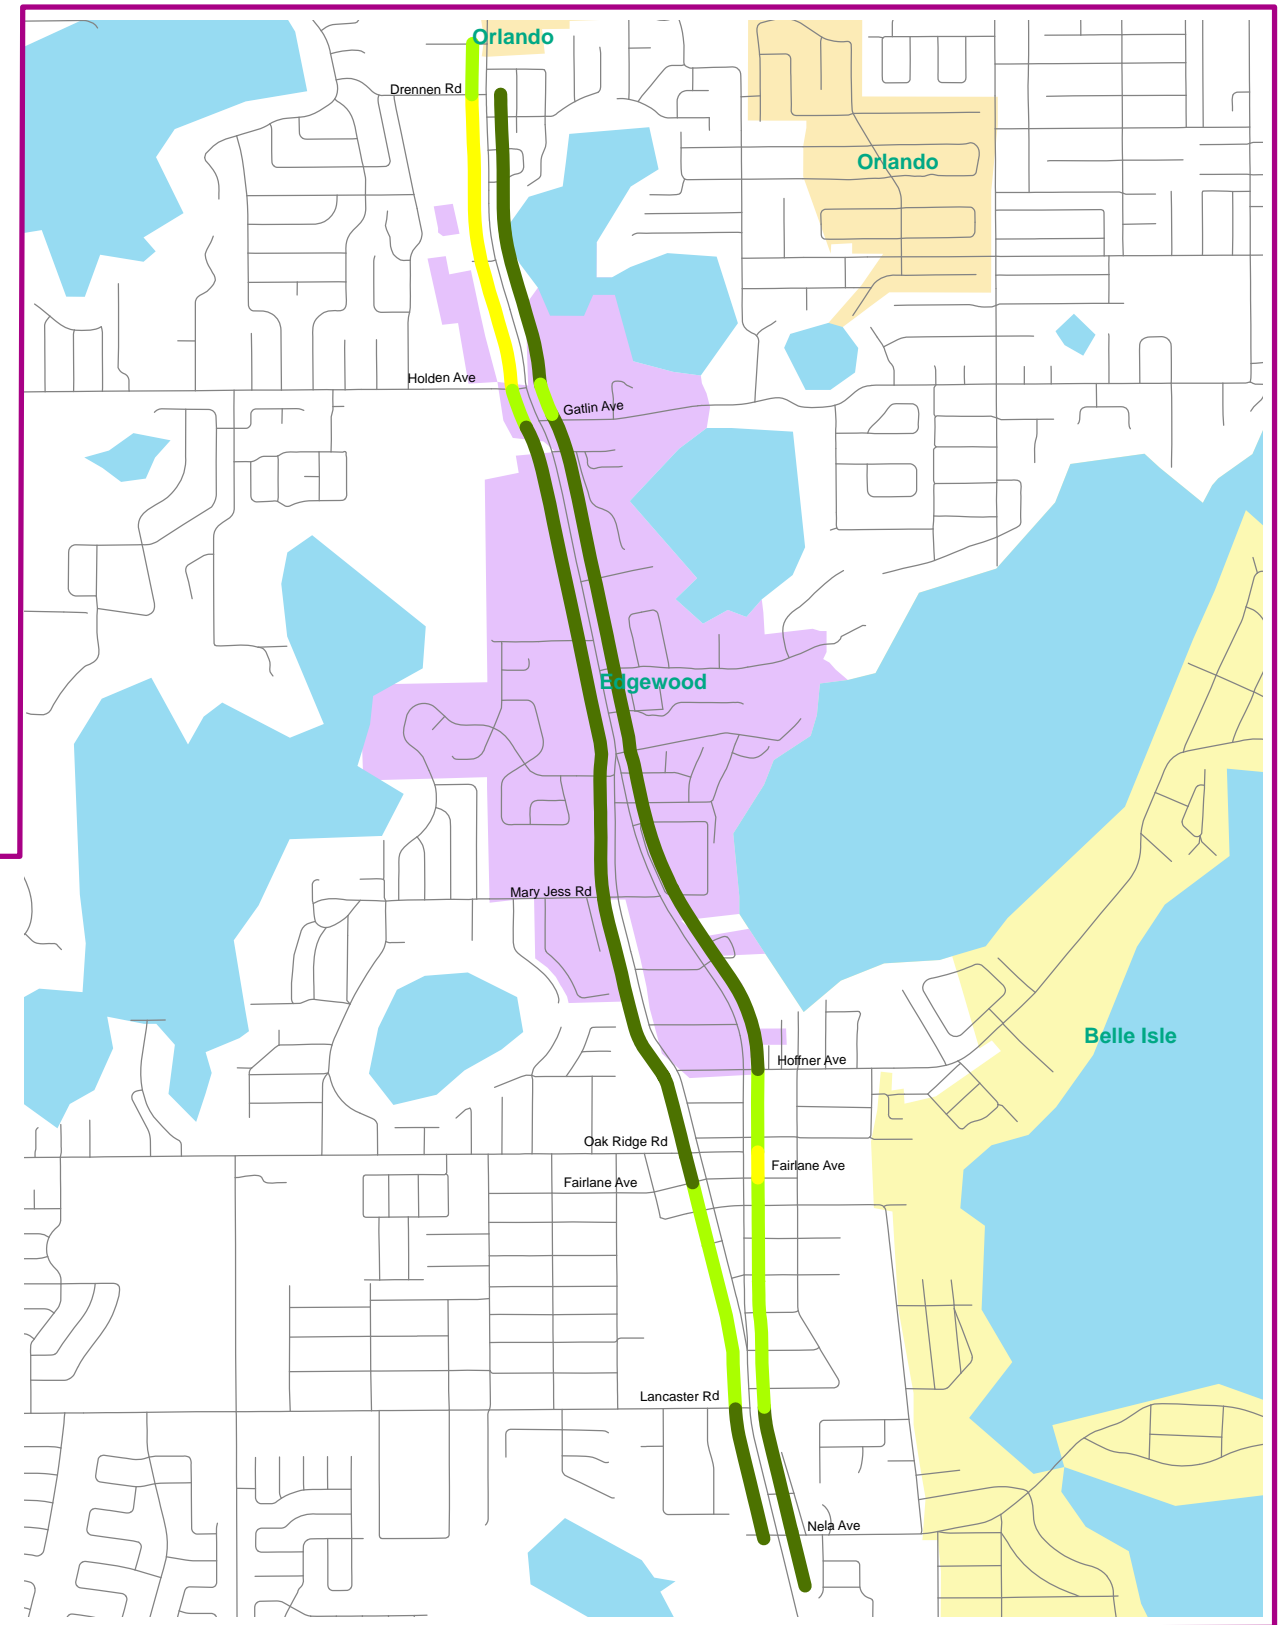 Orlando
Drennen Rd
Orlando
Holden Ave
Gatlin Ave
Edgewood
Mary Jess Rd
Belle Isle
Hoffner Ave
Oak Ridge Rd
Fairlane Ave
Fairlane Ave
Lancaster Rd
Nela Ave